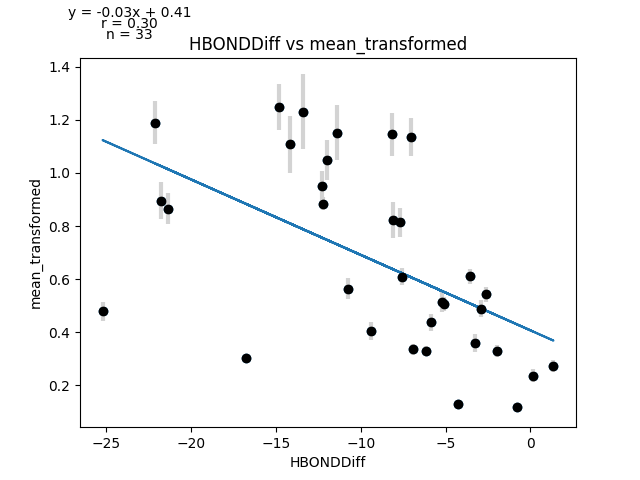 y = -0.03x + 0.41
r = 0.30
n = 33
HBONDDiff vs mean_transformed
1.4
1.2
1.0
0.8
0.6
0.4
0.2
mean_transformed
−25
−20
−15
−10
−5
0
HBONDDiff